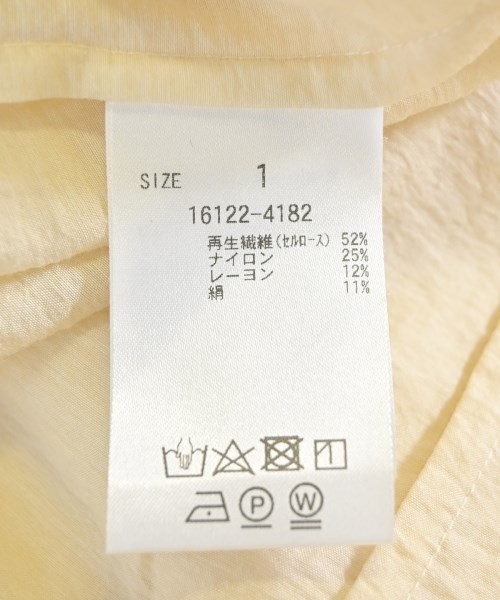 SIZE 1
16122-4182
再生繊維(セルロース) 52%
ナイロン 25%
レーヨン 12%
絹 11%
P W